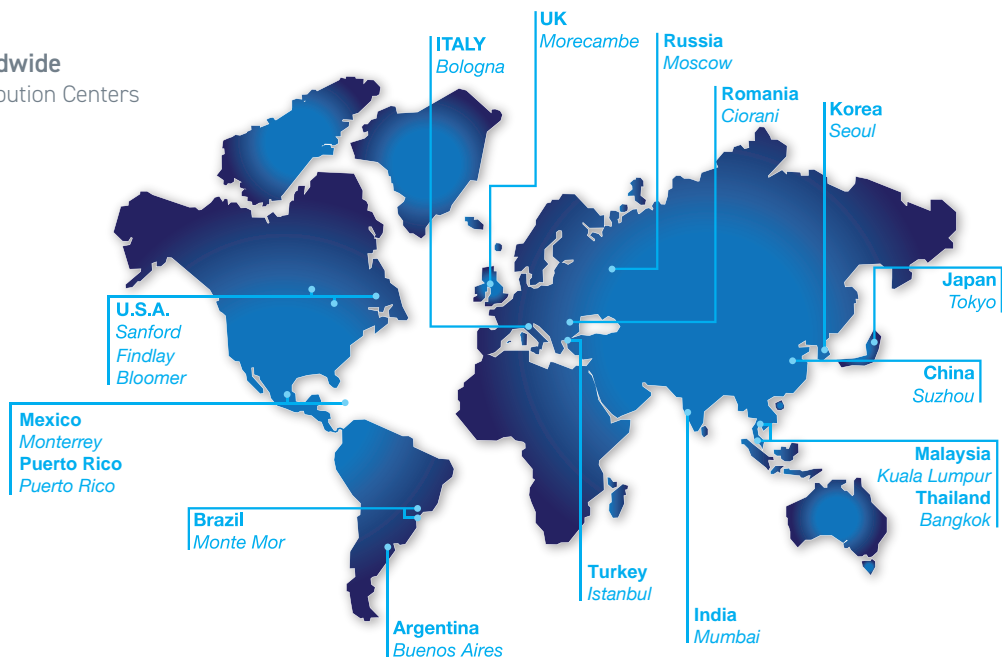 dwide
bution Centers
UK
Morecambe
ITALY
Bologna
Russia
Moscow
Romania
Ciorani
Korea
Seoul
Japan
Tokyo
U.S.A.
Sanford
Findlay
Bloomer
China
Suzhou
Mexico
Monterrey
Puerto Rico
Puerto Rico
Malaysia
Kuala Lumpur
Thailand
Bangkok
Brazil
Monte Mor
Turkey
Istanbul
India
Mumbai
Argentina
Buenos Aires